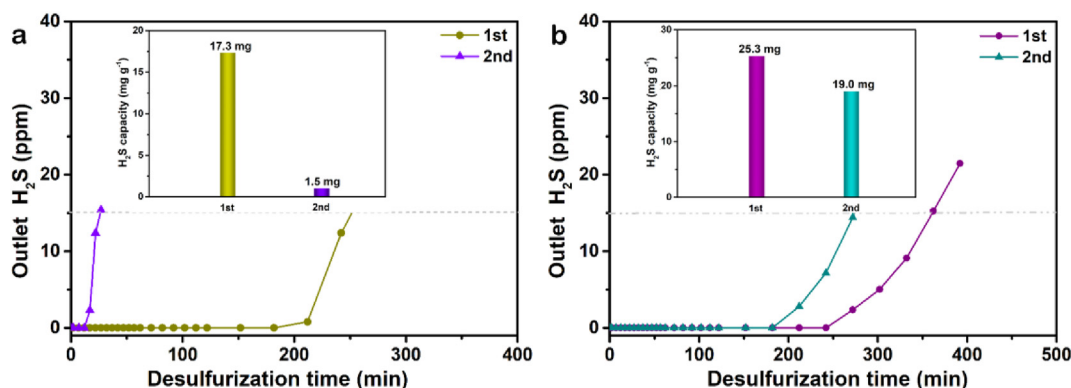 a
40
30
20
10
0
Outlet H₂S (ppm)
0
100
200
300
400
Desulfurization time (min)
1st
2nd
20
15
10
5
0
H₂S capacity (mg g⁻¹)
17.3 mg
1.5 mg
1st
2nd
b
40
30
20
10
0
Outlet H₂S (ppm)
0
100
200
300
400
500
Desulfurization time (min)
1st
2nd
30
20
10
0
H₂S capacity (mg g⁻¹)
25.3 mg
19.0 mg
1st
2nd